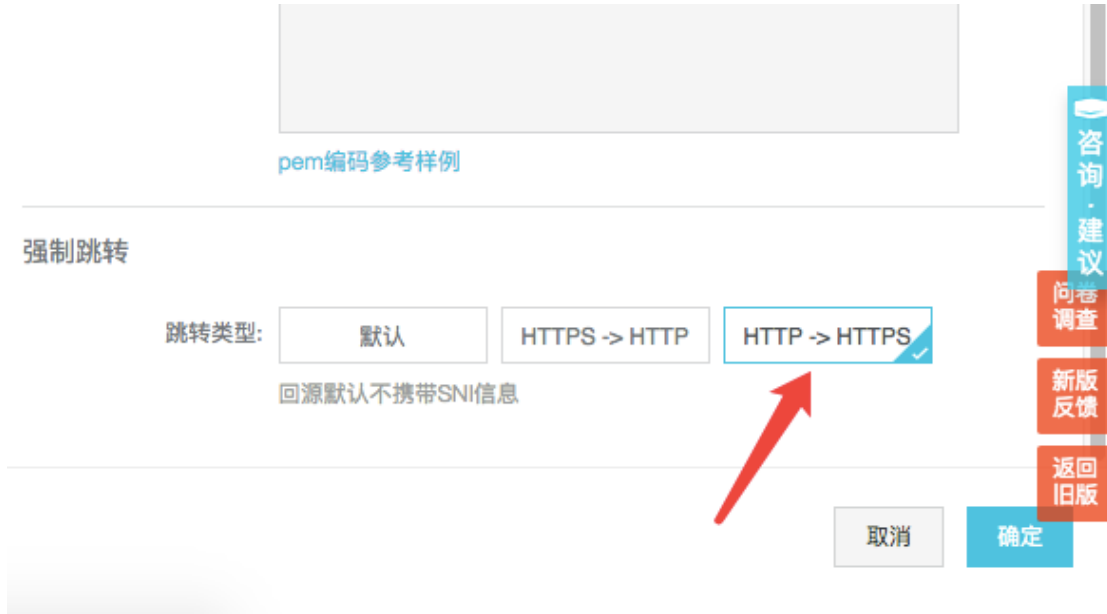 pem编码参考样例
咨询·建议
强制跳转
问卷
调查
跳转类型:
默认
HTTPS -> HTTP
HTTP -> HTTPS
回源默认不携带SNI信息
新版
反馈
返回
旧版
取消
确定